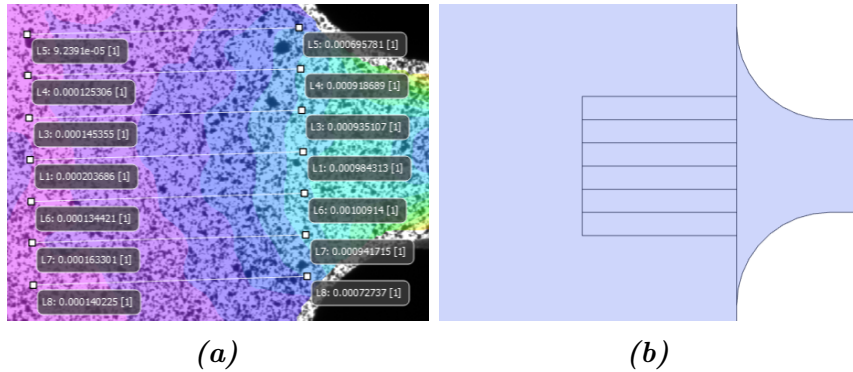 L5: 9.2391e-05 [1]
L5: 0.000695781 [1]
L4: 0.000125306 [1]
L4: 0.000918689 [1]
L3: 0.000145355 [1]
L3: 0.000935107 [1]
L1: 0.000203686 [1]
L1: 0.000984313 [1]
L6: 0.000134421 [1]
L6: 0.00100914 [1]
L7: 0.000163301 [1]
L7: 0.000941715 [1]
L8: 0.000140225 [1]
L8: 0.00072737 [1]
(a)
(b)